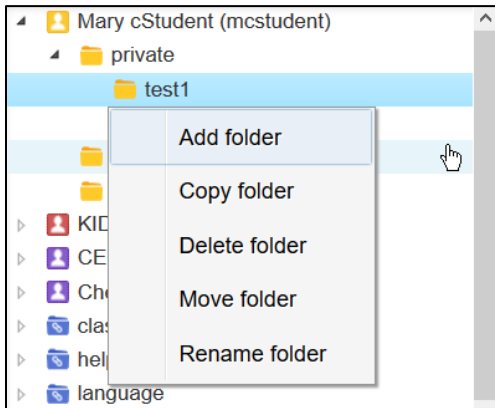 Mary cStudent (mcstudent)
private
test1
Add folder
Copy folder
Delete folder
Move folder
Rename folder
KID
CE
Che
clas
help
language